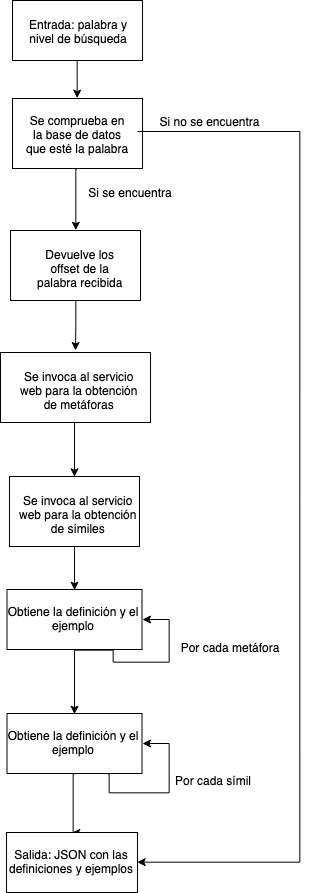 Entrada: palabra y
nivel de búsqueda
Se comprueba en
la base de datos
que esté la palabra
Si no se encuentra
Si se encuentra
Devuelve los
offset de la
palabra recibida
Se invoca al servicio
web para la obtención
de metáforas
Se invoca al servicio
web para la obtención
de símiles
Obtiene la definición y el
ejemplo
Por cada metáfora
Obtiene la definición y el
ejemplo
Por cada símil
Salida: JSON con las
definiciones y ejemplos